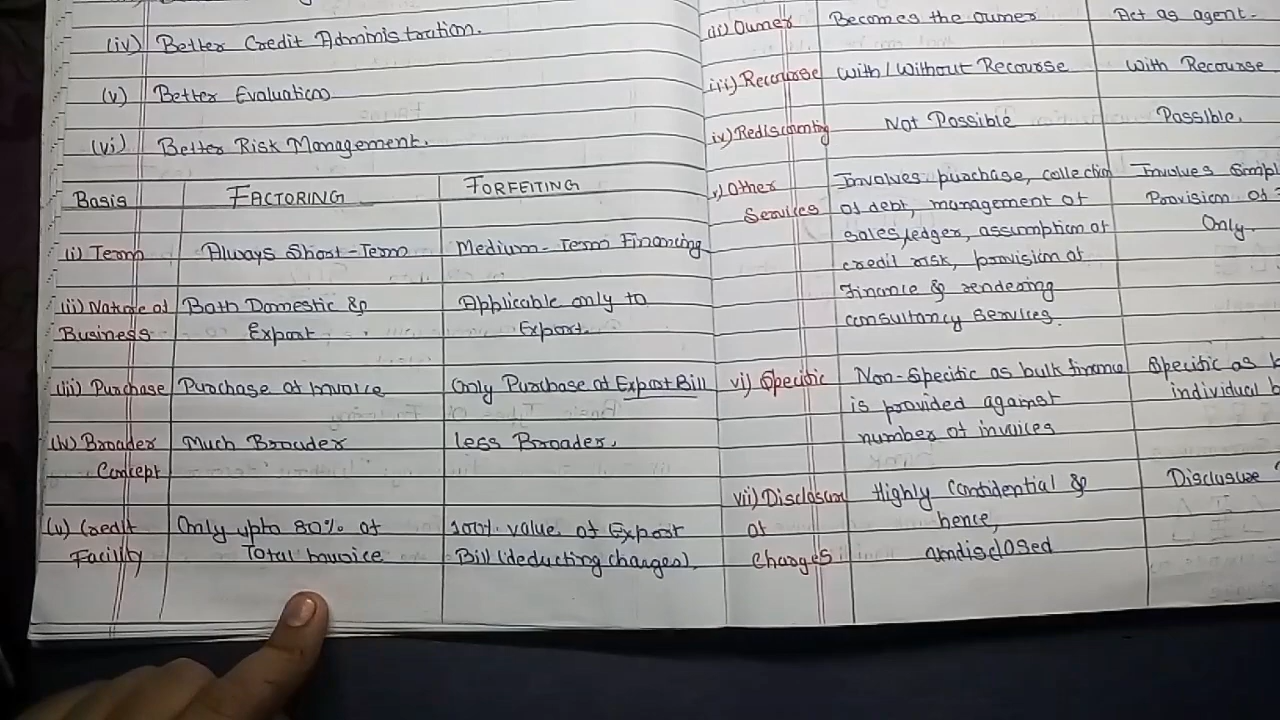 (iv) Better Credit Administration.
(v) Better Evaluation
(vi) Better Risk Management.
Basis FACTORING FORFEITING
(i) Term Always Short-Term Medium-Term Financing
(ii) Nature of Both Domestic & Applicable only to
Business Export Export.
(iii) Purchase Purchase of Invoice Only Purchase of Export Bill
(iv) Broader Much Broader less Broader.
Concept
(v) Credit Only upto 80% of 100% value of Export
Facility Total Invoice Bill (deducting charges).
ii) Owner Becomes the owner Act as agent.
iii) Recourse With/Without Recourse With Recourse
iv) Rediscounting Not Possible Possible.
v) Other Involves purchase, collection Involves Simpl
Services of debt, management of Provision of
sales ledger, assumption of Only.
credit risk, provision of
finance & rendering
consultancy services.
vi) Specific Non-Specific as bulk finance Specific as
is provided against individual
number of invoices
vii) Disclosure Highly Confidential &
of hence,
Charges undisclosed